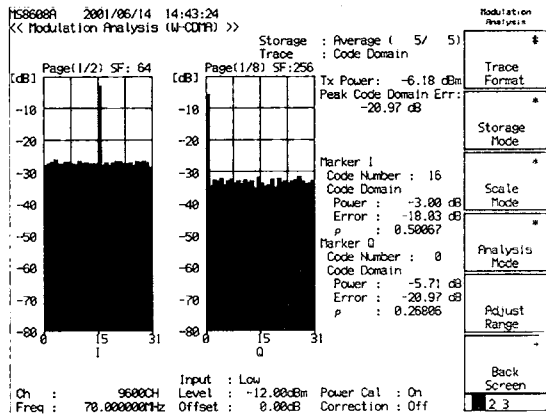 MS8608A 2001/06/14 14:43:24
<< Modulation Analysis (W-CDMA) >>
Storage : Average ( 5/ 5)
Trace : Code Domain
Page(1/2) SF: 64
Page(1/8) SF:256
[dB]
-10
-20
-30
-40
-50
-60
-70
-80
0 15 31
I
[dB]
-10
-20
-30
-40
-50
-60
-70
-80
0 15 31
Q
Tx Power: -6.18 dBm
Peak Code Domain Err:
-20.97 dB
Marker I
Code Number : 16
Code Domain
Power : -3.00 dB
Error : -18.03 dB
ρ : 0.50067
Marker Q
Code Number : 0
Code Domain
Power : -5.71 dB
Error : -20.97 dB
ρ : 0.26806
Input : Low
Ch : 9600CH Level : -12.00dBm Power Cal : On
Freq : 70.000000MHz Offset : 0.00dB Correction : Off
Modulation
Analysis
Trace
Format
*
Storage
Mode
*
Scale
Mode
*
Analysis
Mode
Adjust
Range
Back
Screen
2 3